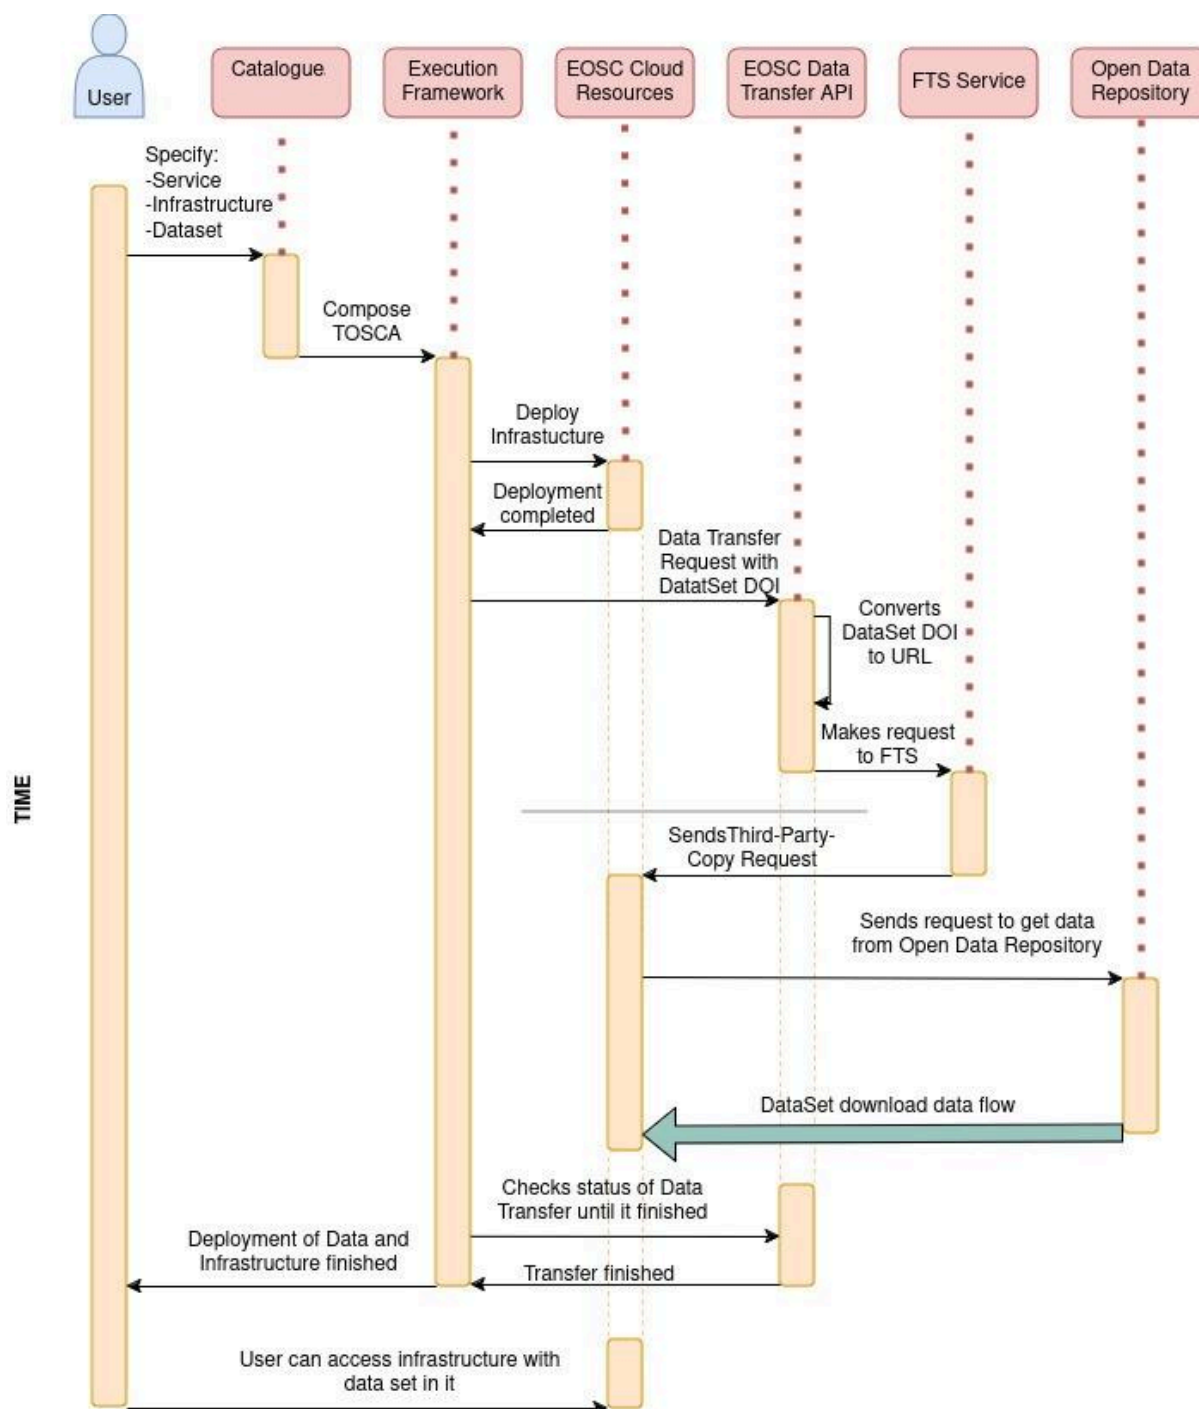 User
Catalogue
Execution
Framework
EOSC Cloud
Resources
EOSC Data
Transfer API
FTS Service
Open Data
Repository
Specify:
-Service
-Infrastructure
-Dataset
Compose
TOSCA
Deploy
Infrastucture
Deployment
completed
Data Transfer
Request with
DatatSet DOI
Converts
DataSet DOI
to URL
Makes request
to FTS
TIME
SendsThird-Party-
Copy Request
Sends request to get data
from Open Data Repository
DataSet download data flow
Checks status of Data
Transfer until it finished
Deployment of Data and
Infrastructure finished
Transfer finished
User can access infrastructure with
data set in it